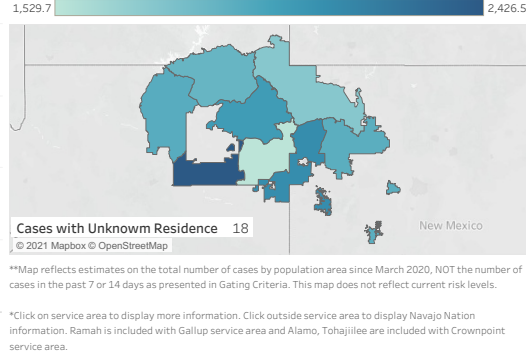 1,529.7 2,426.5
New Mexico
Cases with Unknowm Residence 18
© 2021 Mapbox © OpenStreetMap
**Map reflects estimates on the total number of cases by population area since March 2020, NOT the number of
cases in the past 7 or 14 days as presented in Gating Criteria. This map does not reflect current risk levels.
*Click on service area to display more information. Click outside service area to display Navajo Nation
information. Ramah is included with Gallup service area and Alamo, Tohajiilee are included with Crownpoint
service area.